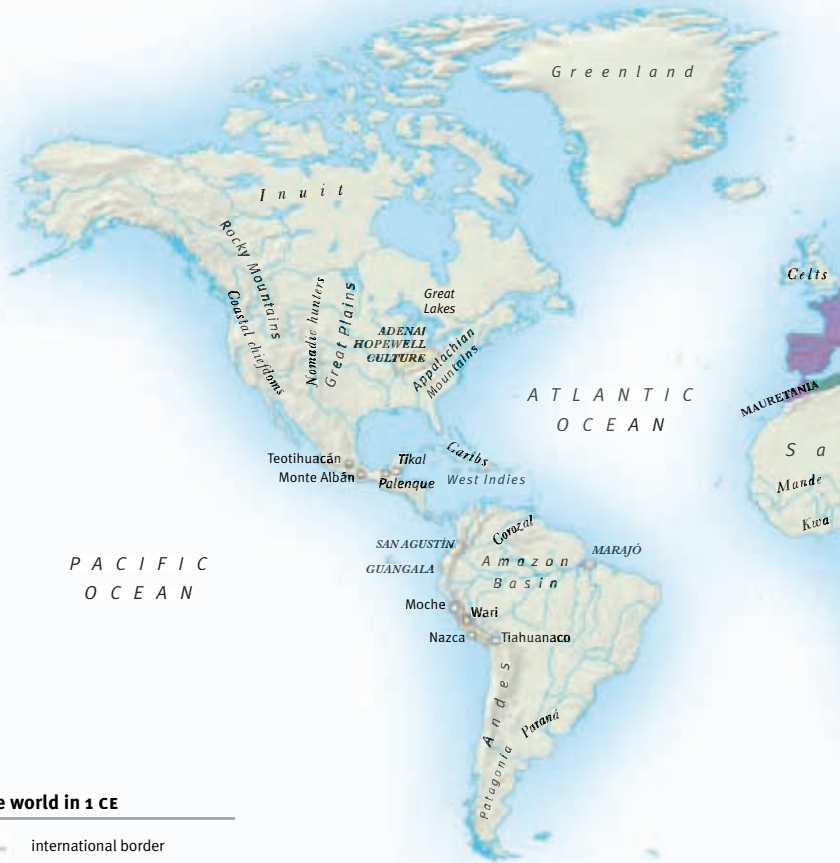 Greenland
Inuit
Rocky Mountains
Coastal chiefdoms
Nomadic hunters
Great Plains
Great
Lakes
ADENAI
HOPEWELL
CULTURE
Appalachian
Mountains
Celts
ATLANTIC
OCEAN
MAURETANIA
Sa
Mande
Kwa
Teotihuacán
Monte Albán
Tikal
Palenque
Caribs
West Indies
PACIFIC
OCEAN
Corozal
SAN AGUSTÍN
GUANGALA
Amazon
Basin
MARAJÓ
Moche
Wari
Nazca
Tiahuanaco
Andes
Paraná
Patagonia
e world in 1 CE
international border